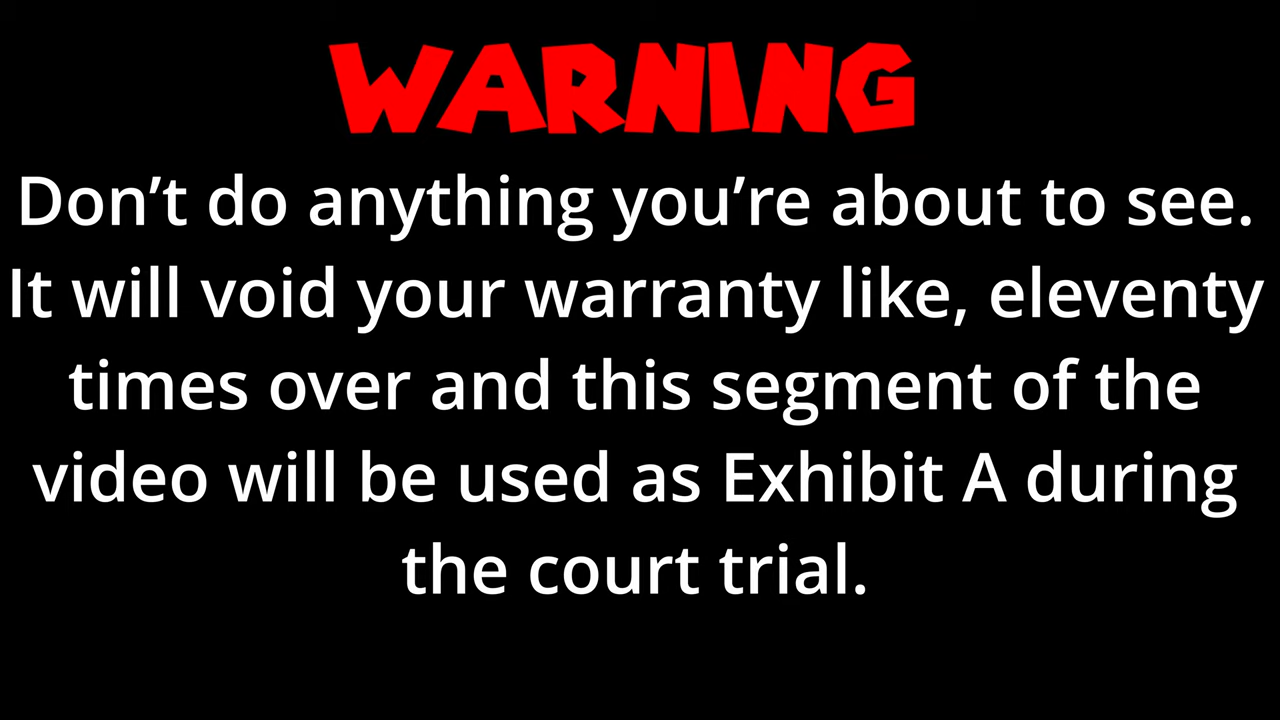 WARNING
Don’t do anything you’re about to see.
It will void your warranty like, eleventy
times over and this segment of the
video will be used as Exhibit A during
the court trial.